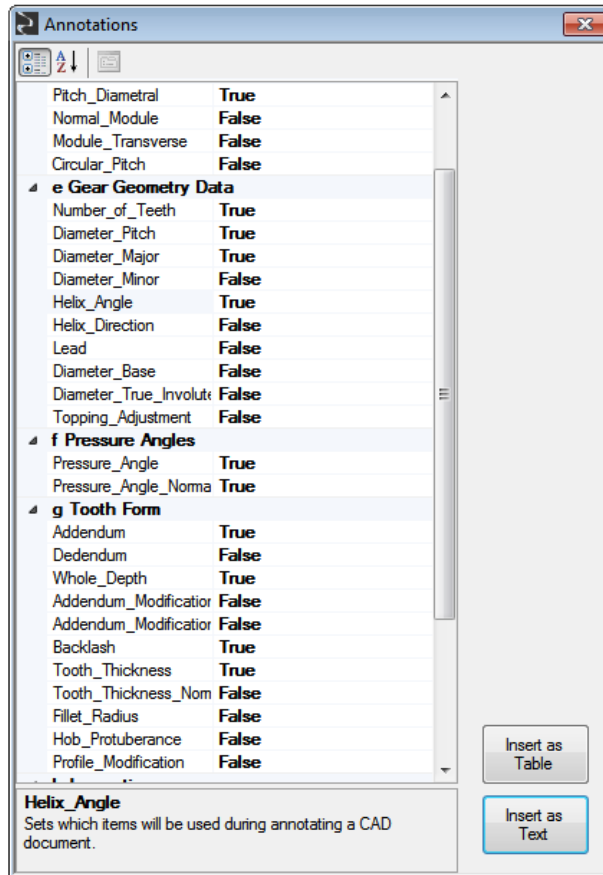 Annotations
Pitch_Diametral True
Normal_Module False
Module_Transverse False
Circular_Pitch False
e Gear Geometry Data
Number_of_Teeth True
Diameter_Pitch True
Diameter_Major True
Diameter_Minor False
Helix_Angle True
Helix_Direction False
Lead False
Diameter_Base False
Diameter_True_Involute False
Topping_Adjustment False
f Pressure Angles
Pressure_Angle True
Pressure_Angle_Norma True
g Tooth Form
Addendum True
Dedendum False
Whole_Depth True
Addendum_Modification False
Addendum_Modification False
Backlash True
Tooth_Thickness True
Tooth_Thickness_Nom False
Fillet_Radius False
Hob_Protuberance False
Profile_Modification False
Helix_Angle
Sets which items will be used during annotating a CAD
document.
Insert as
Table
Insert as
Text